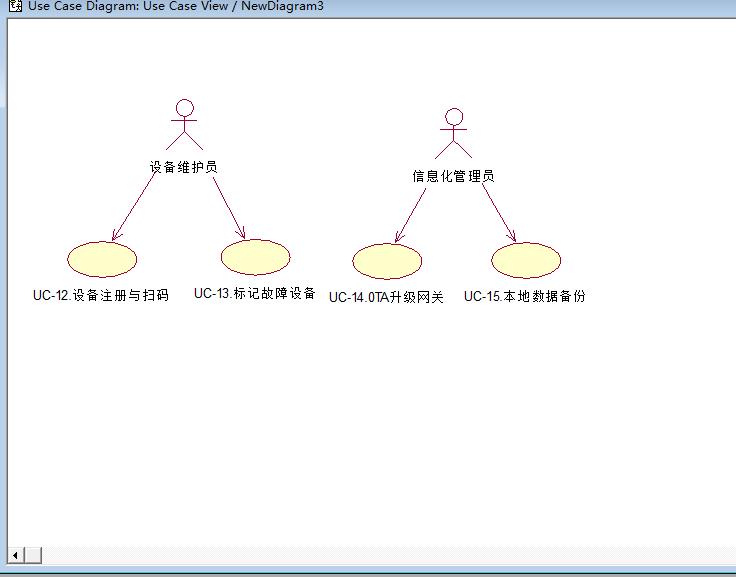 Use Case Diagram: Use Case View / NewDiagram3
设备维护员
信息化管理员
UC-12.设备注册与扫码
UC-13.标记故障设备
UC-14.OTA升级网关
UC-15.本地数据备份